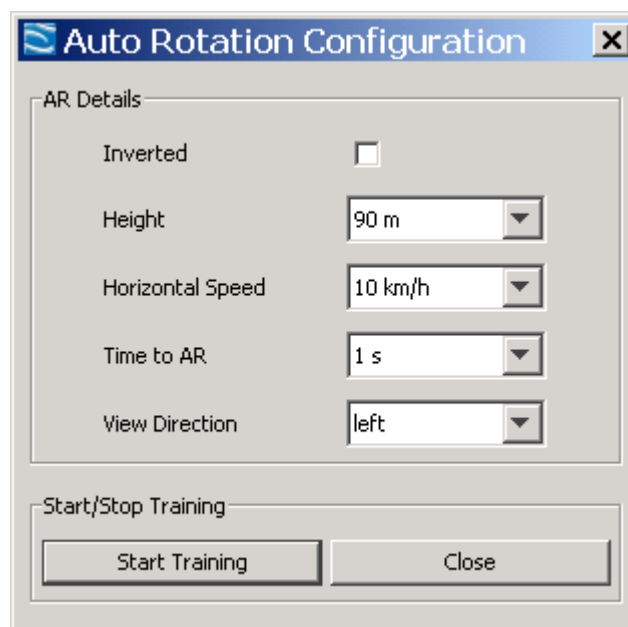 Auto Rotation Configuration
AR Details
Inverted
Height 90 m
Horizontal Speed 10 km/h
Time to AR 1 s
View Direction left
Start/Stop Training
Start Training Close